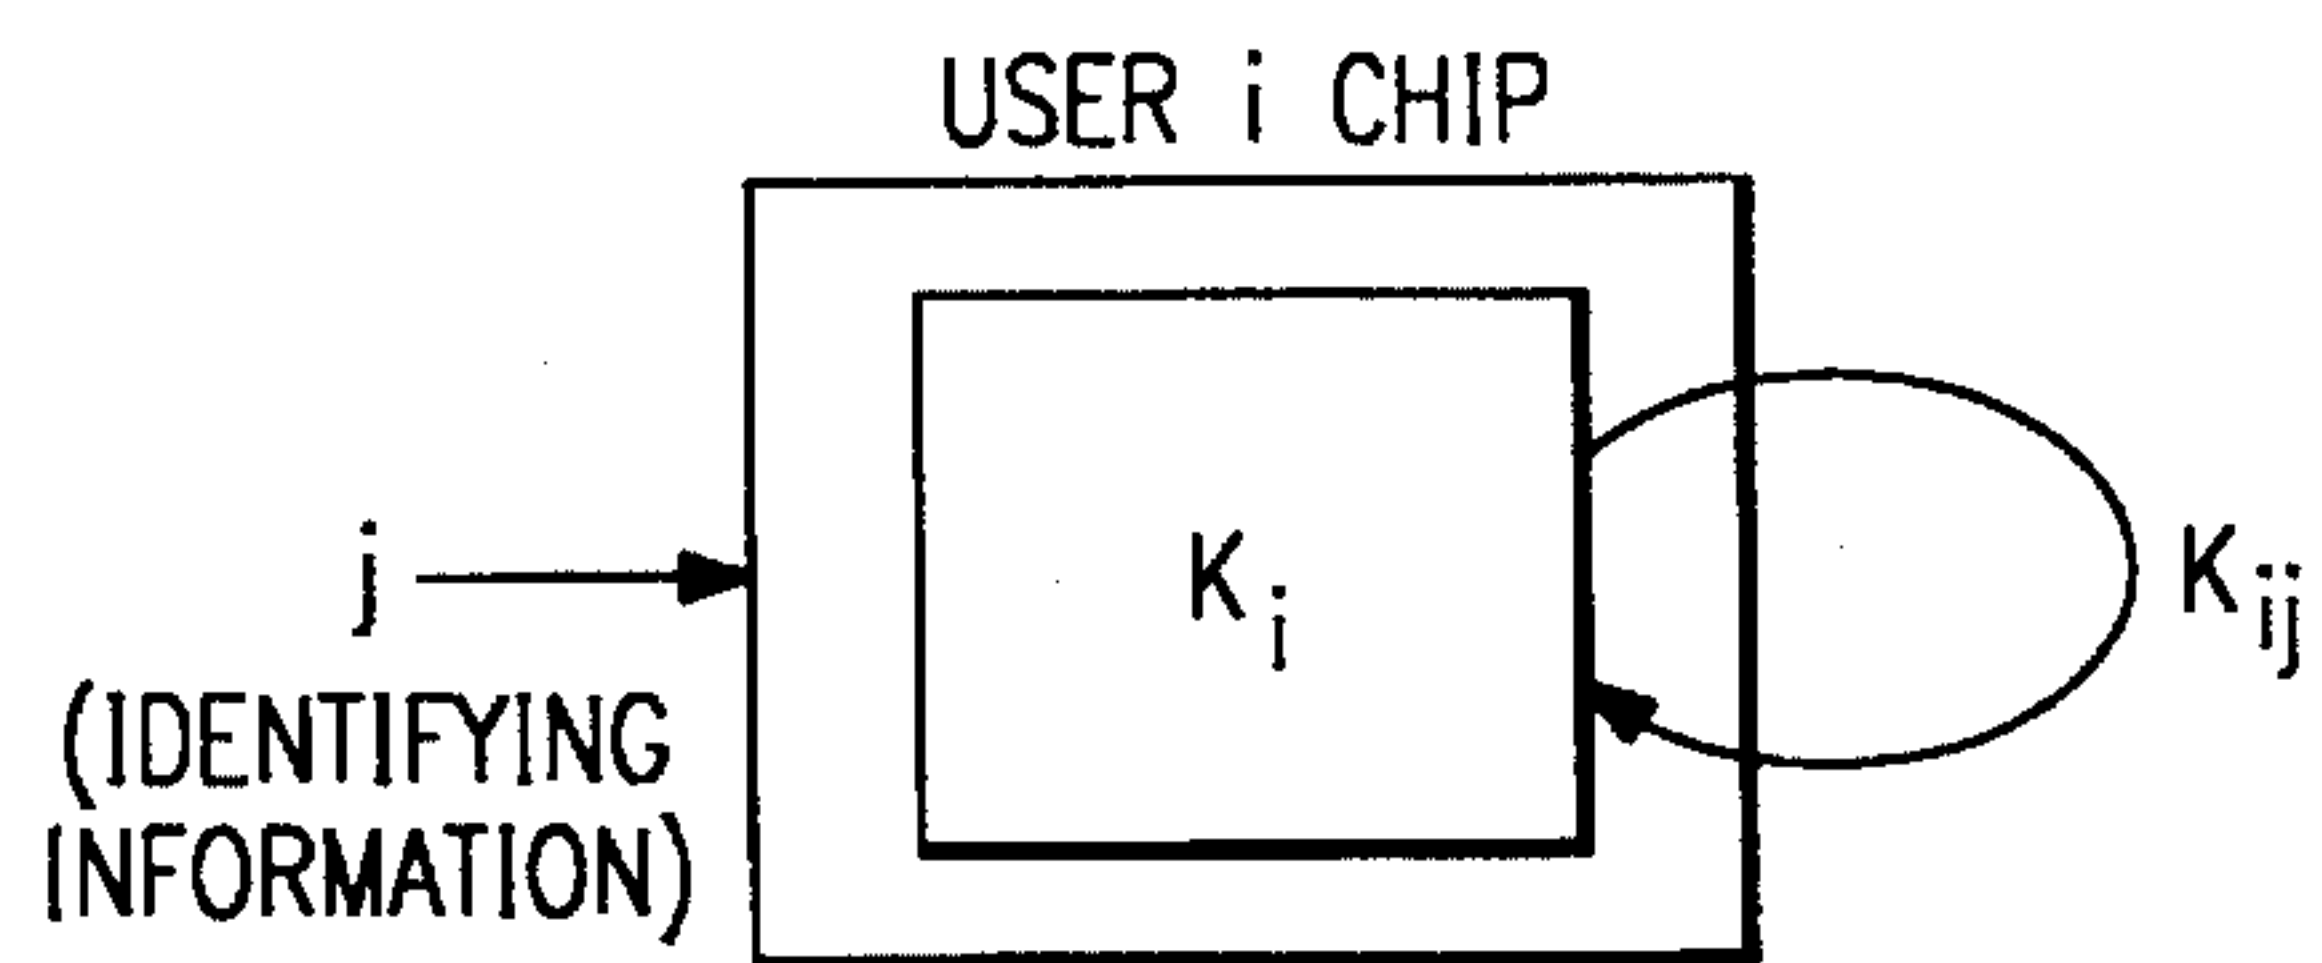 USER i CHIP
j
(IDENTIFYING
INFORMATION)
K i
K ij